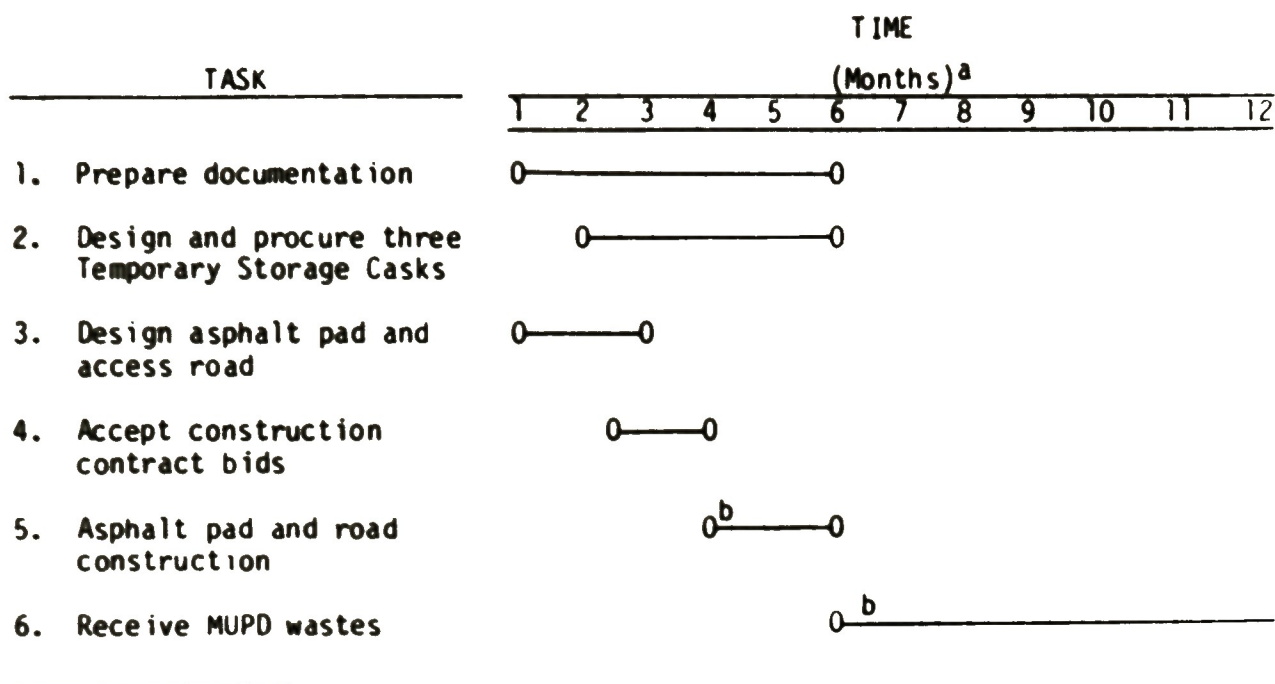 TIME
TASK (Months)a
1 2 3 4 5 6 7 8 9 10 11 12
1. Prepare documentation
2. Design and procure three
Temporary Storage Casks
3. Design asphalt pad and
access road
4. Accept construction
contract bids
b
5. Asphalt pad and road
construction
b
6. Receive MUPD wastes